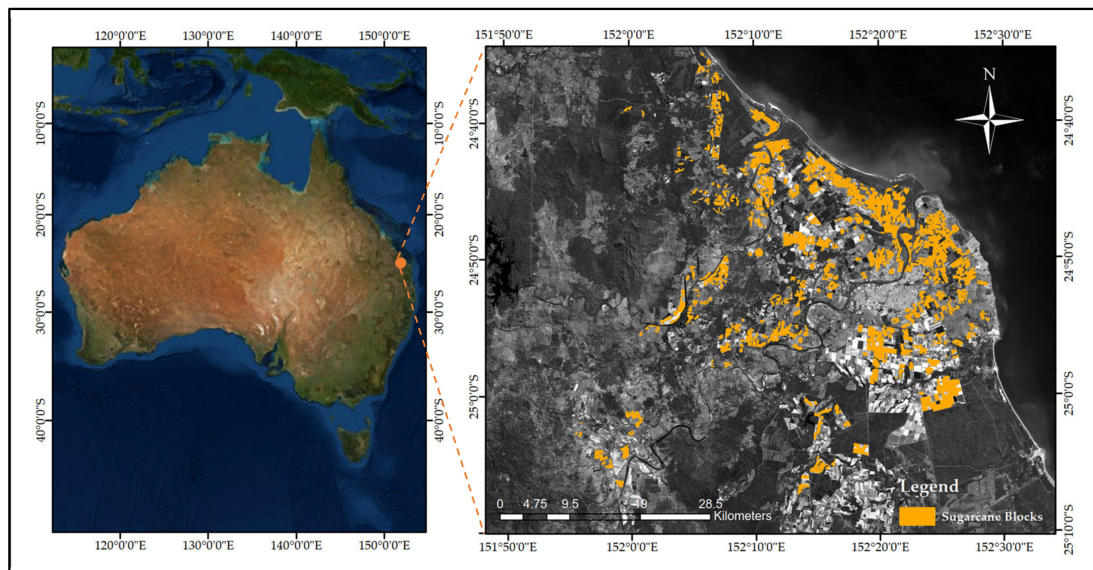 120°0'0"E 130°0'0"E 140°0'0"E 150°0'0"E
10°0'0"S
20°0'0"S
30°0'0"S
40°0'0"S
10°0'0"S
20°0'0"S
30°0'0"S
40°0'0"S
120°0'0"E 130°0'0"E 140°0'0"E 150°0'0"E
151°50'0"E 152°0'0"E 152°10'0"E 152°20'0"E 152°30'0"E
24°40'0"S
24°50'0"S
25°0'0"S
N
24°40'0"S
24°50'0"S
25°0'0"S
25°10'0"S
Legend
Sugarcane Blocks
0 4.75 9.5 19 28.5
Kilometers
151°50'0"E 152°0'0"E 152°10'0"E 152°20'0"E 152°30'0"E